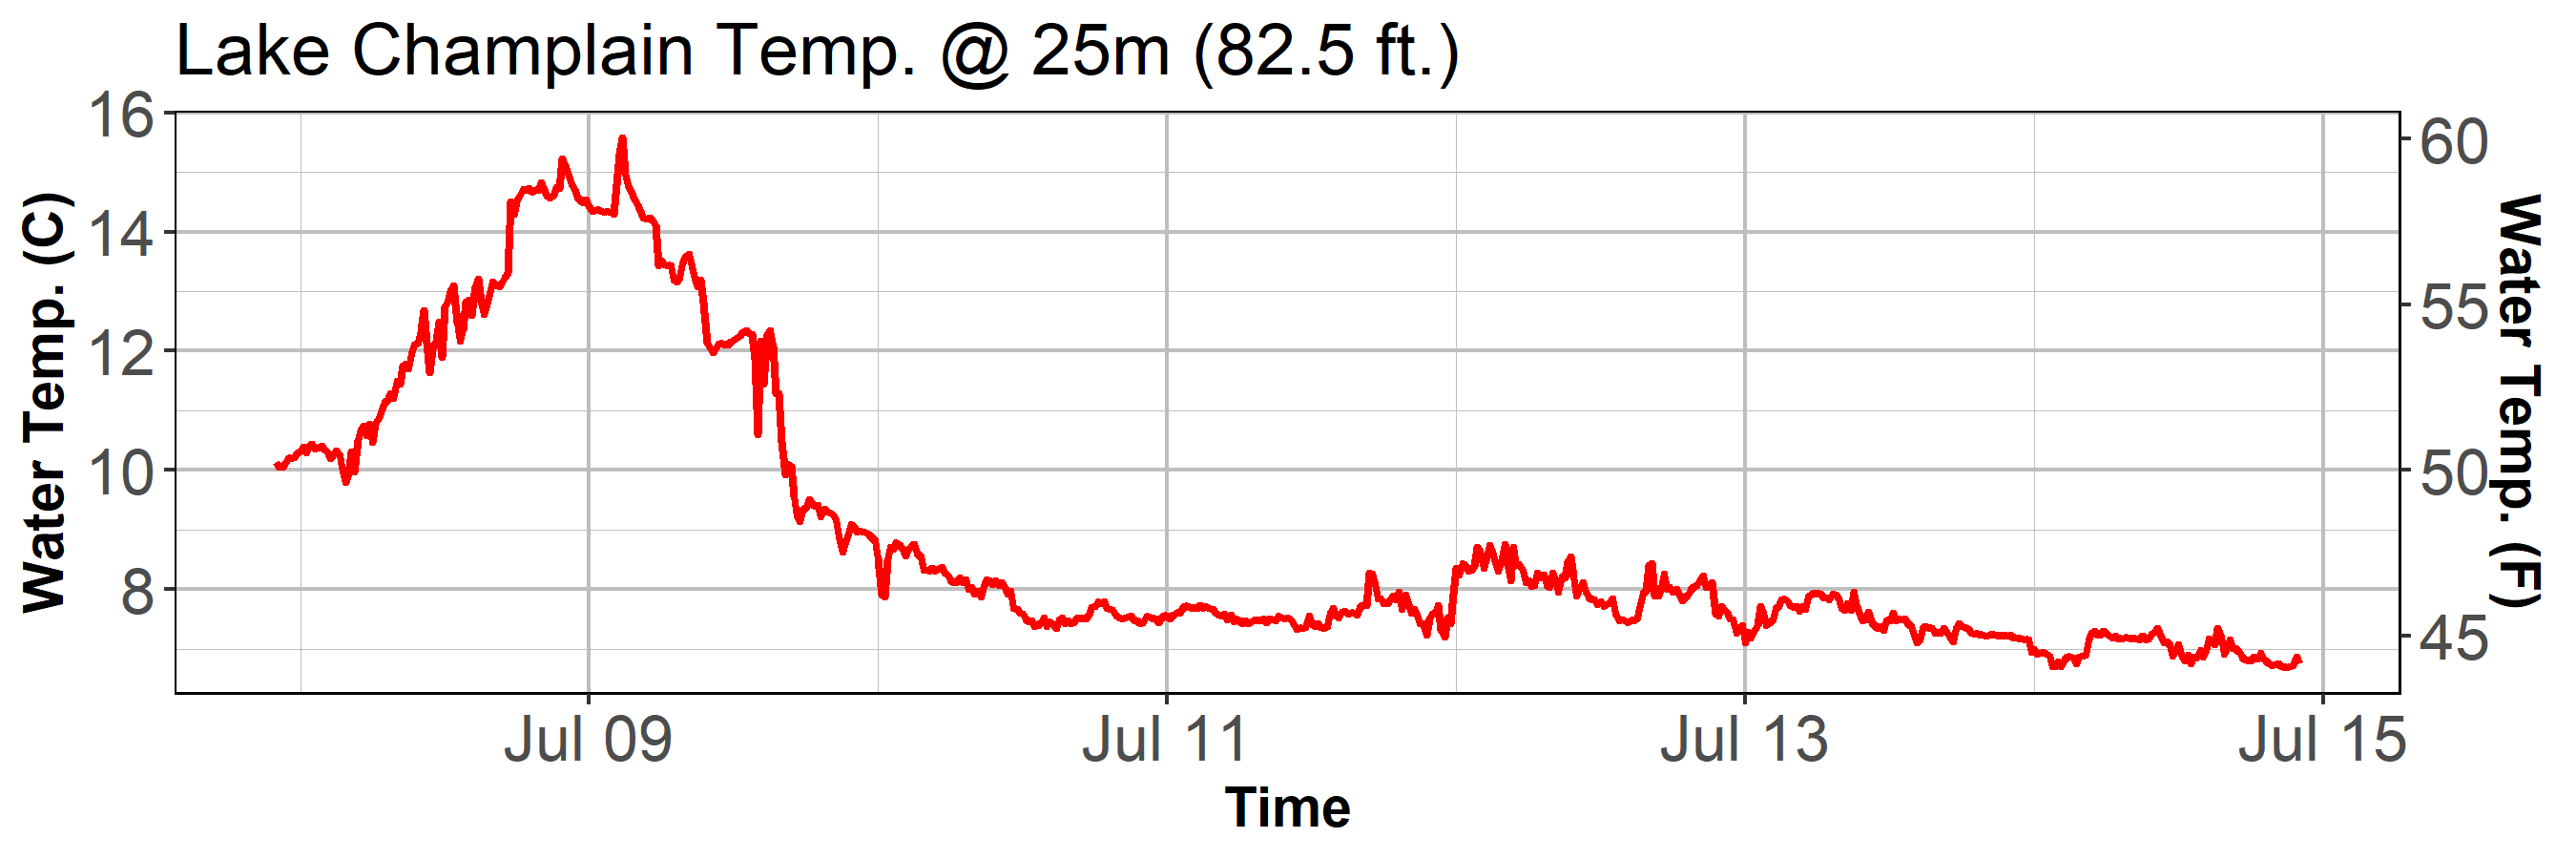 Lake Champlain Temp. @ 25m (82.5 ft.)
Water Temp. (C)
16
14
12
10
8
60
55
50
45
Water Temp. (F)
Jul 09 Jul 11 Jul 13 Jul 15
Time